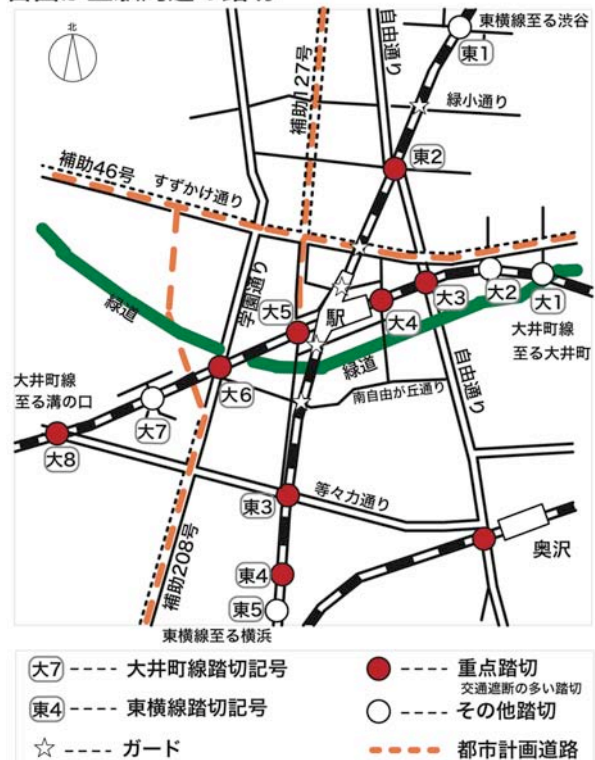 北
東横線至る渋谷
東1
自由通り
補助127号
緑小通り
東2
補助46号
すずかけ通り
学園通り
大5
駅
大4
大3
大2
大1
緑道
緑道
大井町線
至る大井町
自由通り
大井町線
至る溝の口
大6
南自由が丘通り
大7
大8
東3
等々力通り
奥沢
補助208号
東4
東5
東横線至る横浜
大7 ---- 大井町線踏切記号
東4 ---- 東横線踏切記号
☆ ---- ガード
---- 重点踏切
交通遮断の多い踏切
---- その他踏切
都市計画道路